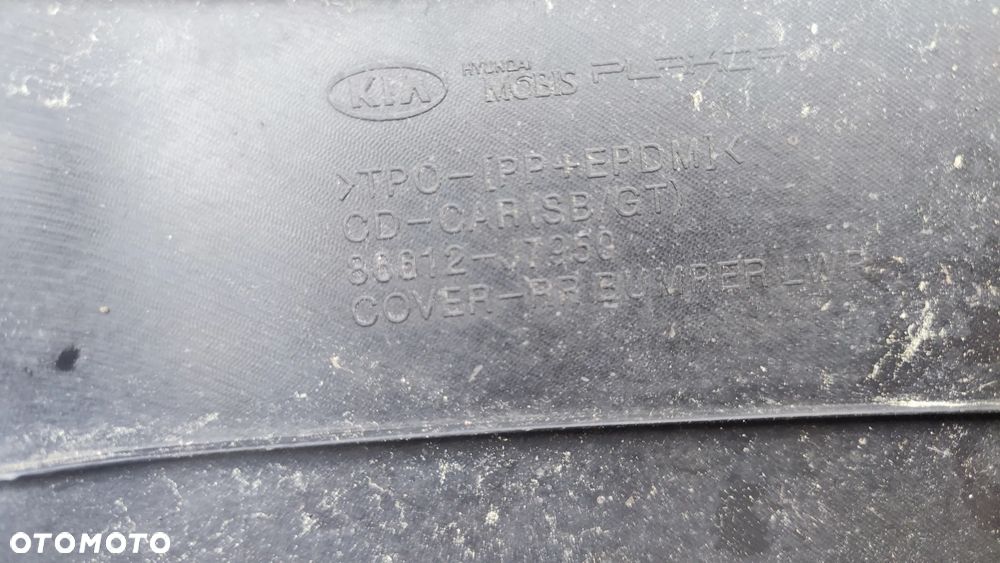 KIA HYUNDAI MOBIS PLAKOR
>TPO-[PP+EPDM]<
CD-CAR(SB/GT)
86612-J7250
COVER-RR BUMPER LWR
OTOMOTO